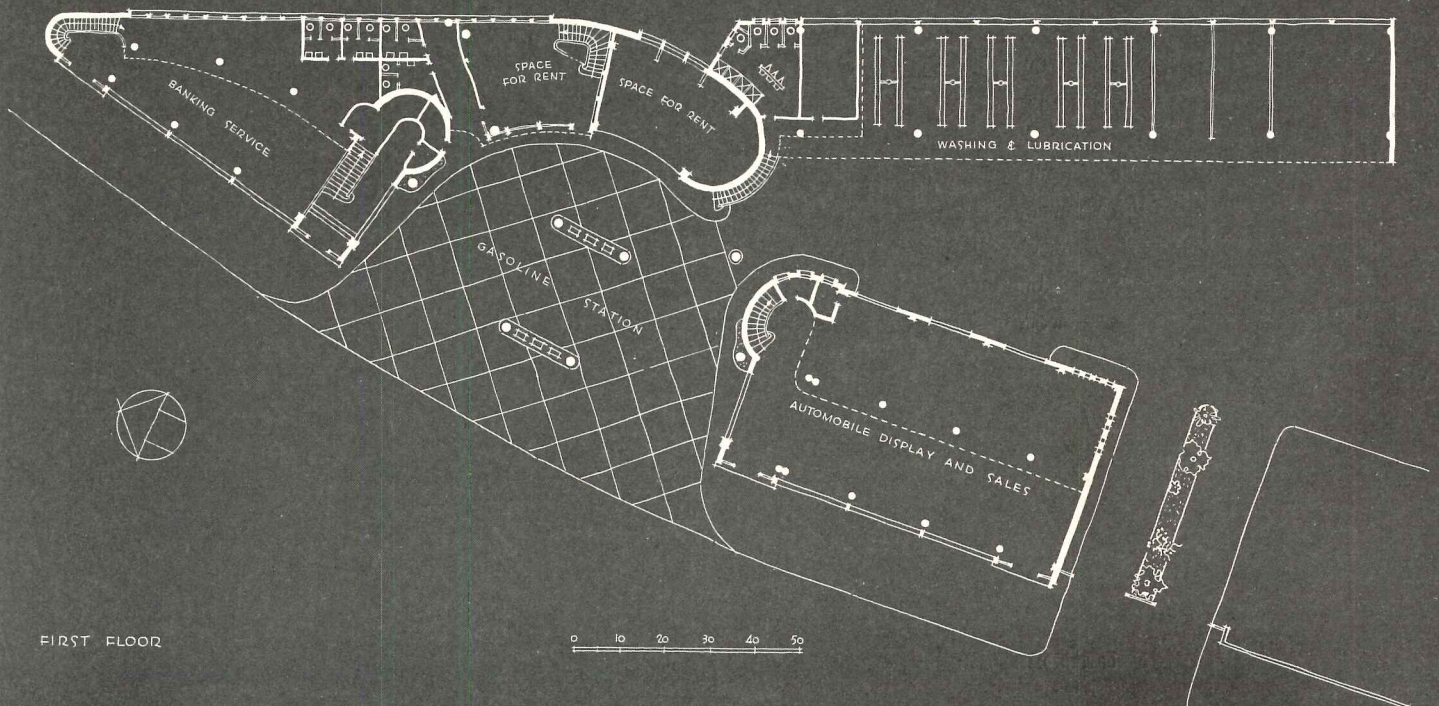 BANKING SERVICE
SPACE
FOR RENT
SPACE FOR RENT
WASHING & LUBRICATION
GASOLINE STATION
AUTOMOBILE DISPLAY AND SALES
FIRST FLOOR
0 10 20 30 40 50